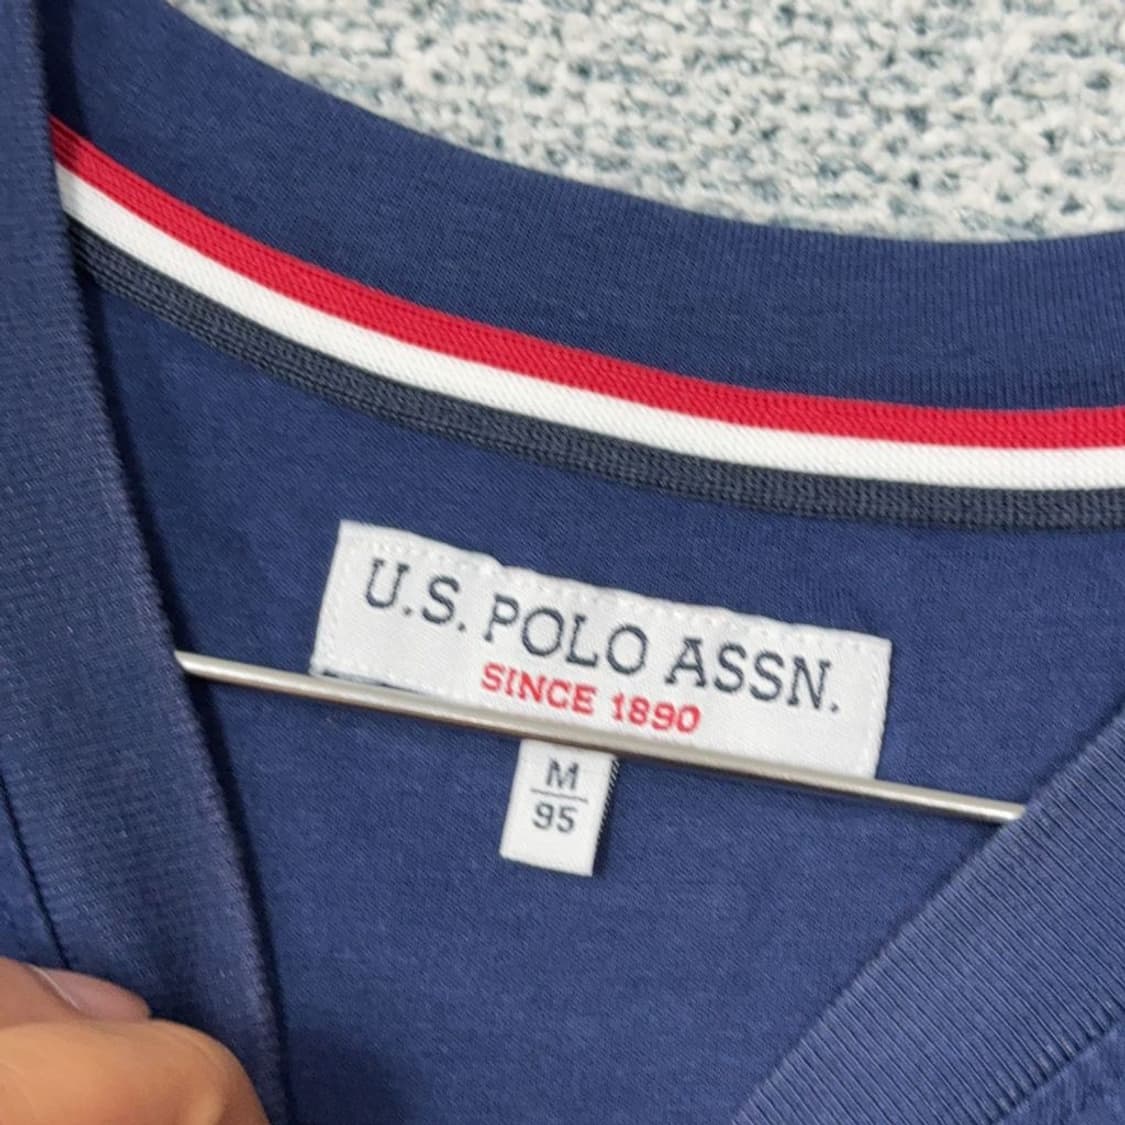 U.S. POLO ASSN.
SINCE 1890
M
95